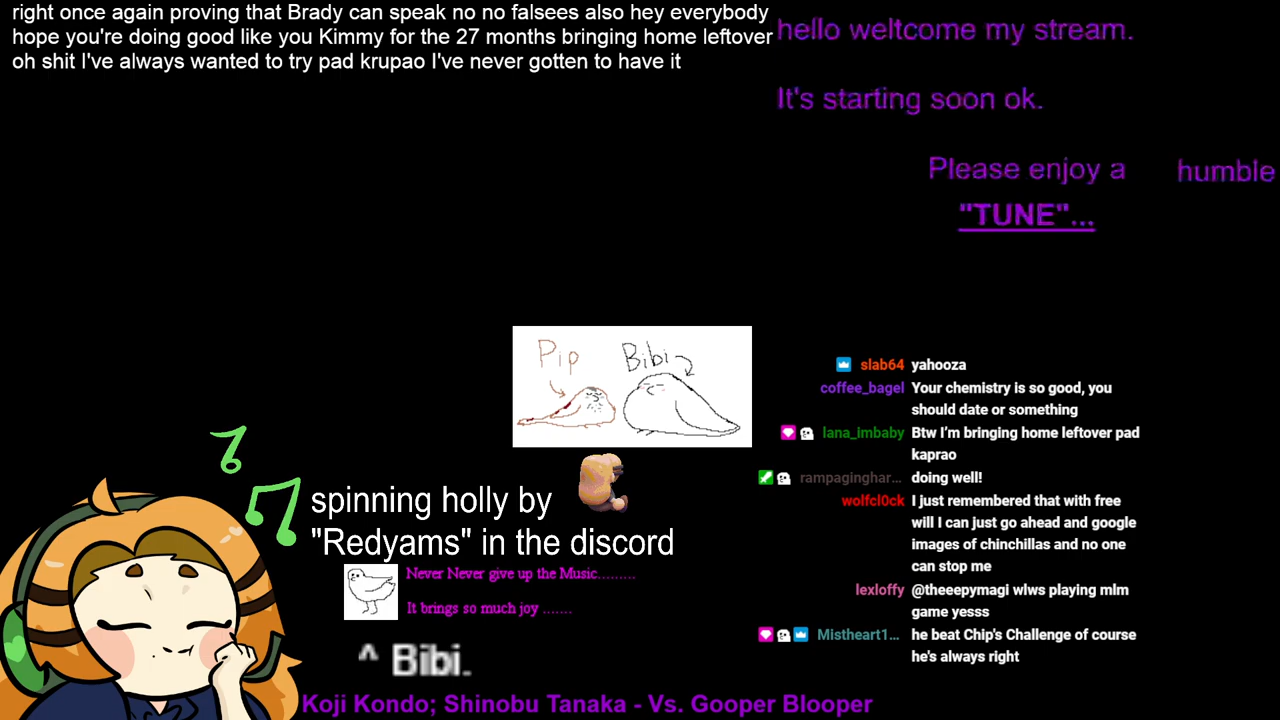 right once again proving that Brady can speak no no falsees also hey everybody
hope you're doing good like you Kimmy for the 27 months bringing home leftover
oh shit I've always wanted to try pad krupao I've never gotten to have it
hello weltcome my stream.
It's starting soon ok.
Please enjoy a humble
"TUNE"...
Pip
Bibi
slab64 yahooza
coffee_bagel Your chemistry is so good, you
should date or something
lana_imbaby Btw I'm bringing home leftover pad
kaprao
rampaginghar... doing well!
wolfcl0ck I just remembered that with free
will I can just go ahead and google
images of chinchillas and no one
can stop me
lexloffy @theeepymagi wlws playing mlm
game yesss
Mistheart1... he beat Chip's Challenge of course
he's always right
spinning holly by
"Redyams" in the discord
Never Never give up the Music.........
It brings so much joy .......
^ Bibi.
Koji Kondo; Shinobu Tanaka - Vs. Gooper Blooper